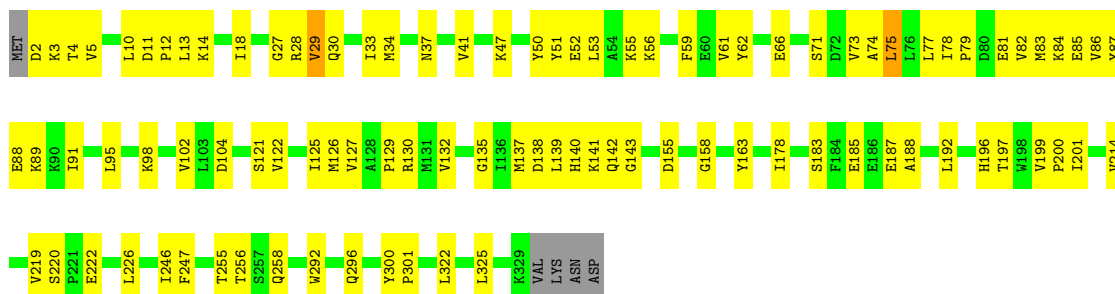 MET D2 K3 T4 V5 L10 D11 P12 L13 K14 I18 G27 R28 V29 Q30 I33 M34 N37 V41 K47 Y50 Y51 E52 L53 A54 K55 K56 F59 E60 V61 Y62 E66 S71 D72 V73 A74 L75 L76 L77 I78 P79 D80 E81 V82 M83 K84 E85 V86
E88 K89 K90 I91 L95 K98 V102 L103 D104 S121 V122 I125 M126 V127 A128 P129 R130 M131 V132 G135 I136 M137 D138 L139 H140 K141 Q142 G143 D155 G158 Y163 I178 S183 F184 E185 E186 E187 A188 L192 H196 T197 W198 V199 P200 I201
V219 S220 P221 E222 L226 I246 F247 T255 T256 S257 Q258 W292 Q296 Y300 P301 L322 L325 K329 VAL LYS ASN ASP